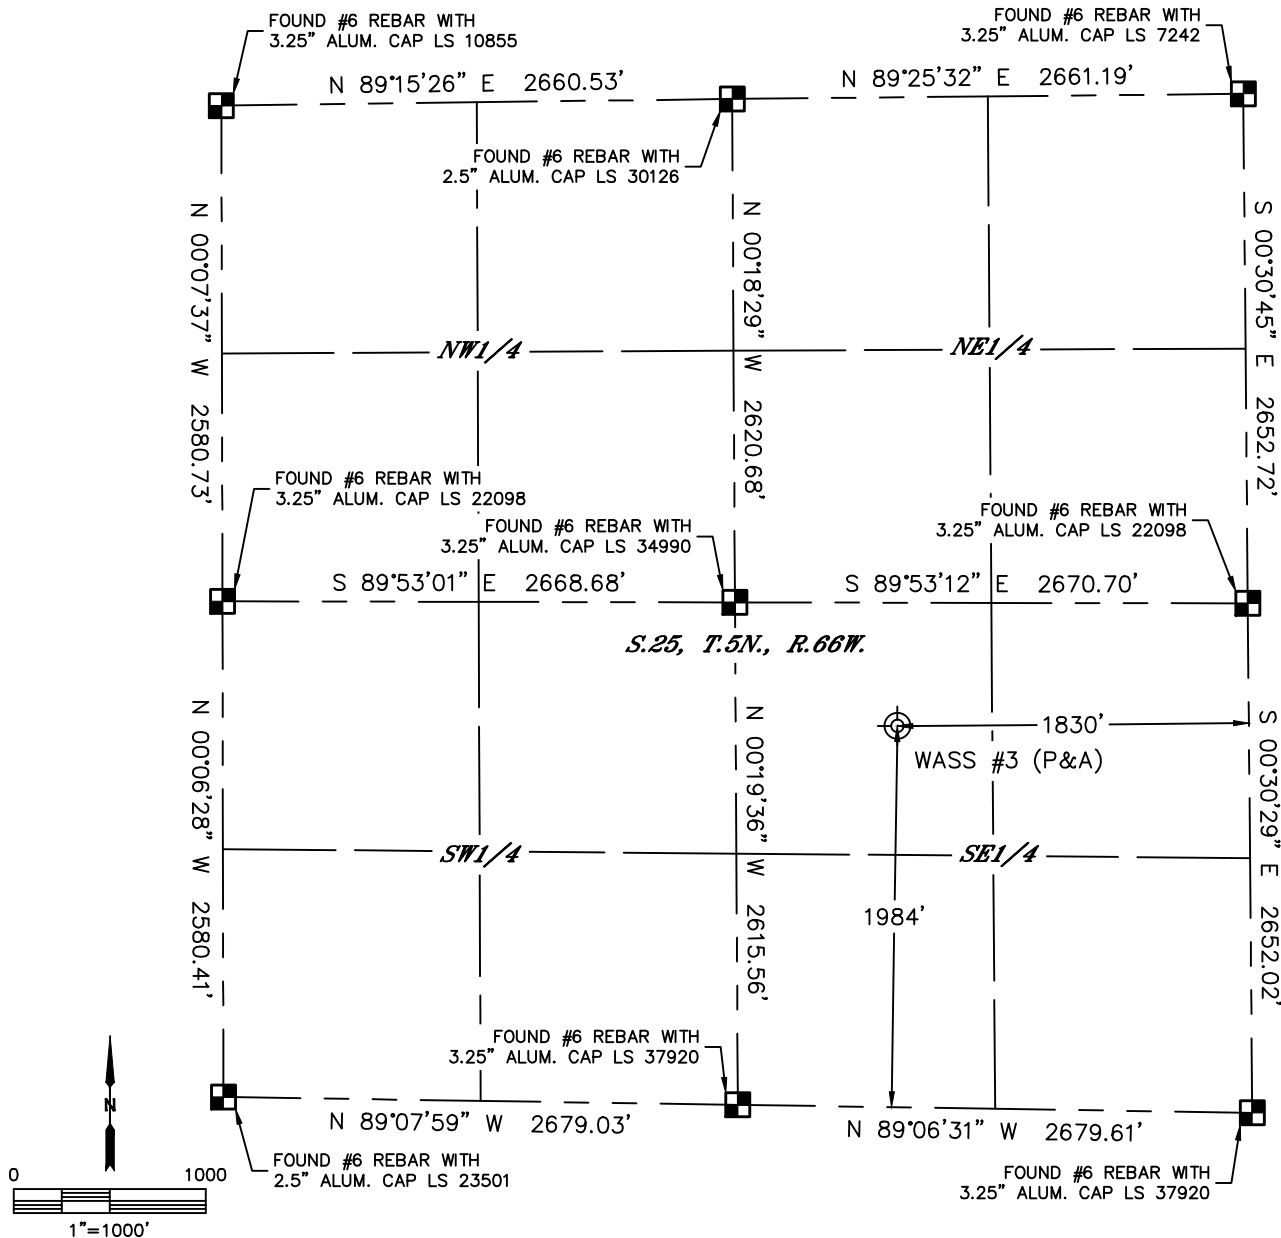 FOUND #6 REBAR WITH
3.25" ALUM. CAP LS 10855
FOUND #6 REBAR WITH
3.25" ALUM. CAP LS 7242
N 89°15'26" E 2660.53'
N 89°25'32" E 2661.19'
FOUND #6 REBAR WITH
2.5" ALUM. CAP LS 30126
N 00°07'37" W 2580.73'
N 00°18'29" W 2620.68'
S 00°30'45" E 2652.72'
NW1/4
NE1/4
FOUND #6 REBAR WITH
3.25" ALUM. CAP LS 22098
FOUND #6 REBAR WITH
3.25" ALUM. CAP LS 34990
FOUND #6 REBAR WITH
3.25" ALUM. CAP LS 22098
S 89°53'01" E 2668.68'
S 89°53'12" E 2670.70'
S.25, T.5N., R.66W.
N 00°06'28" W 2580.41'
N 00°19'36" W 2615.56'
S 00°30'29" E 2652.02'
1830'
WASS #3 (P&A)
SW1/4
SE1/4
1984'
FOUND #6 REBAR WITH
3.25" ALUM. CAP LS 37920
N 89°07'59" W 2679.03'
N 89°06'31" W 2679.61'
FOUND #6 REBAR WITH
2.5" ALUM. CAP LS 23501
FOUND #6 REBAR WITH
3.25" ALUM. CAP LS 37920
N
0 1000
1"=1000'